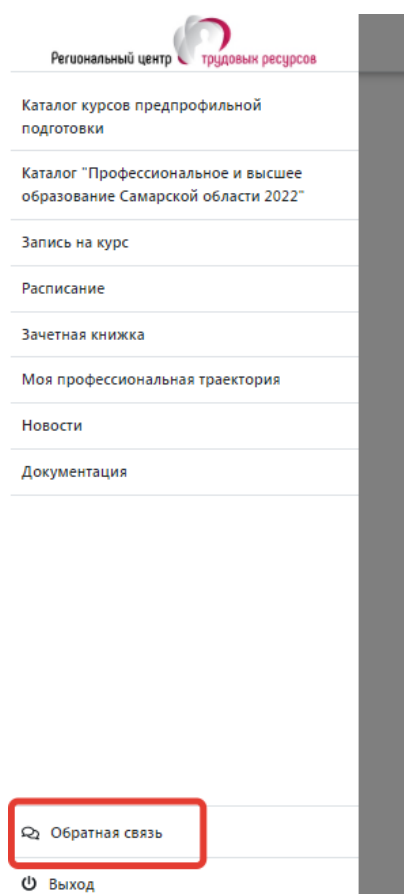 Региональный центр трудовых ресурсов
Каталог курсов предпрофильной
подготовки
Каталог "Профессиональное и высшее
образование Самарской области 2022"
Запись на курс
Расписание
Зачетная книжка
Моя профессиональная траектория
Новости
Документация
Обратная связь
Выход